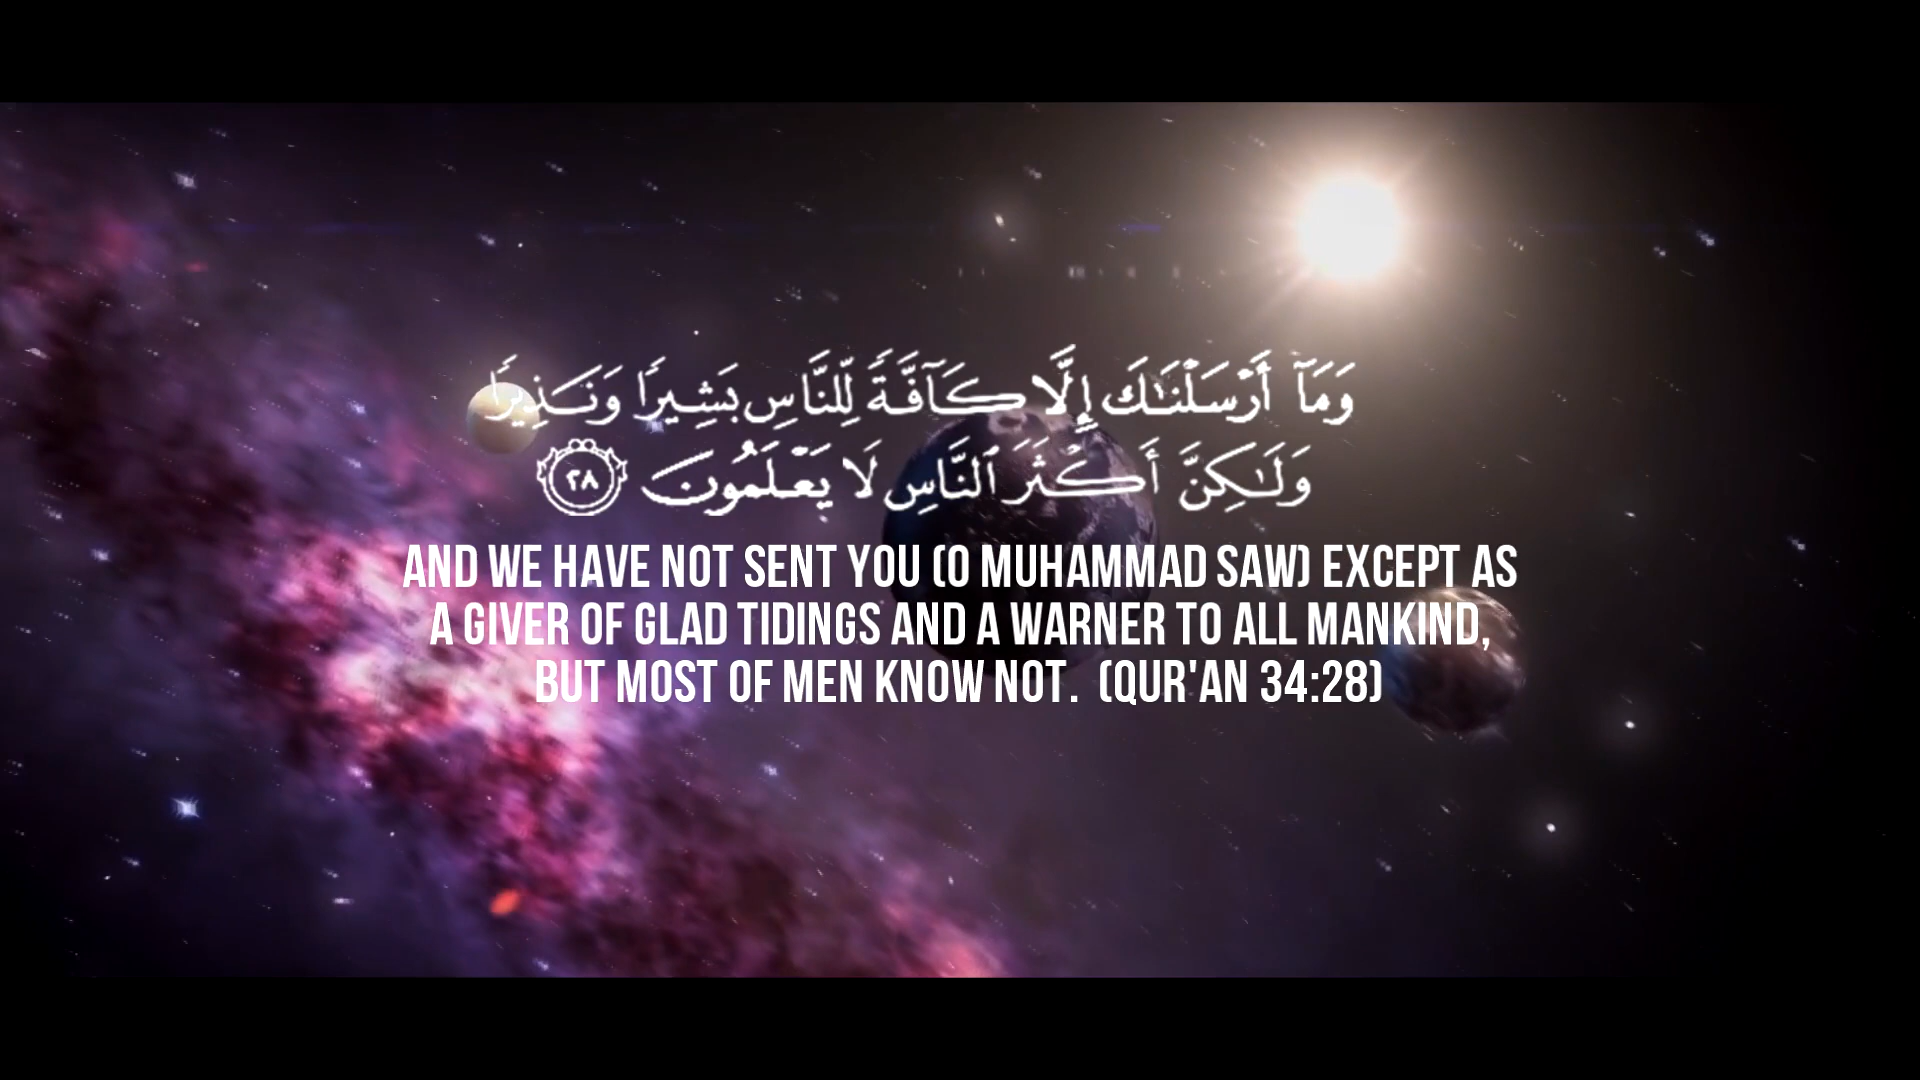 وَمَآ أَرْسَلْنَٰكَ إِلَّا كَآفَّةً لِّلنَّاسِ بَشِيرًا وَنَذِيرًا
وَلَٰكِنَّ أَكْثَرَ ٱلنَّاسِ لَا يَعْلَمُونَ ٢٨
AND WE HAVE NOT SENT YOU (O MUHAMMAD SAW) EXCEPT AS
A GIVER OF GLAD TIDINGS AND A WARNER TO ALL MANKIND,
BUT MOST OF MEN KNOW NOT. (QUR'AN 34:28)